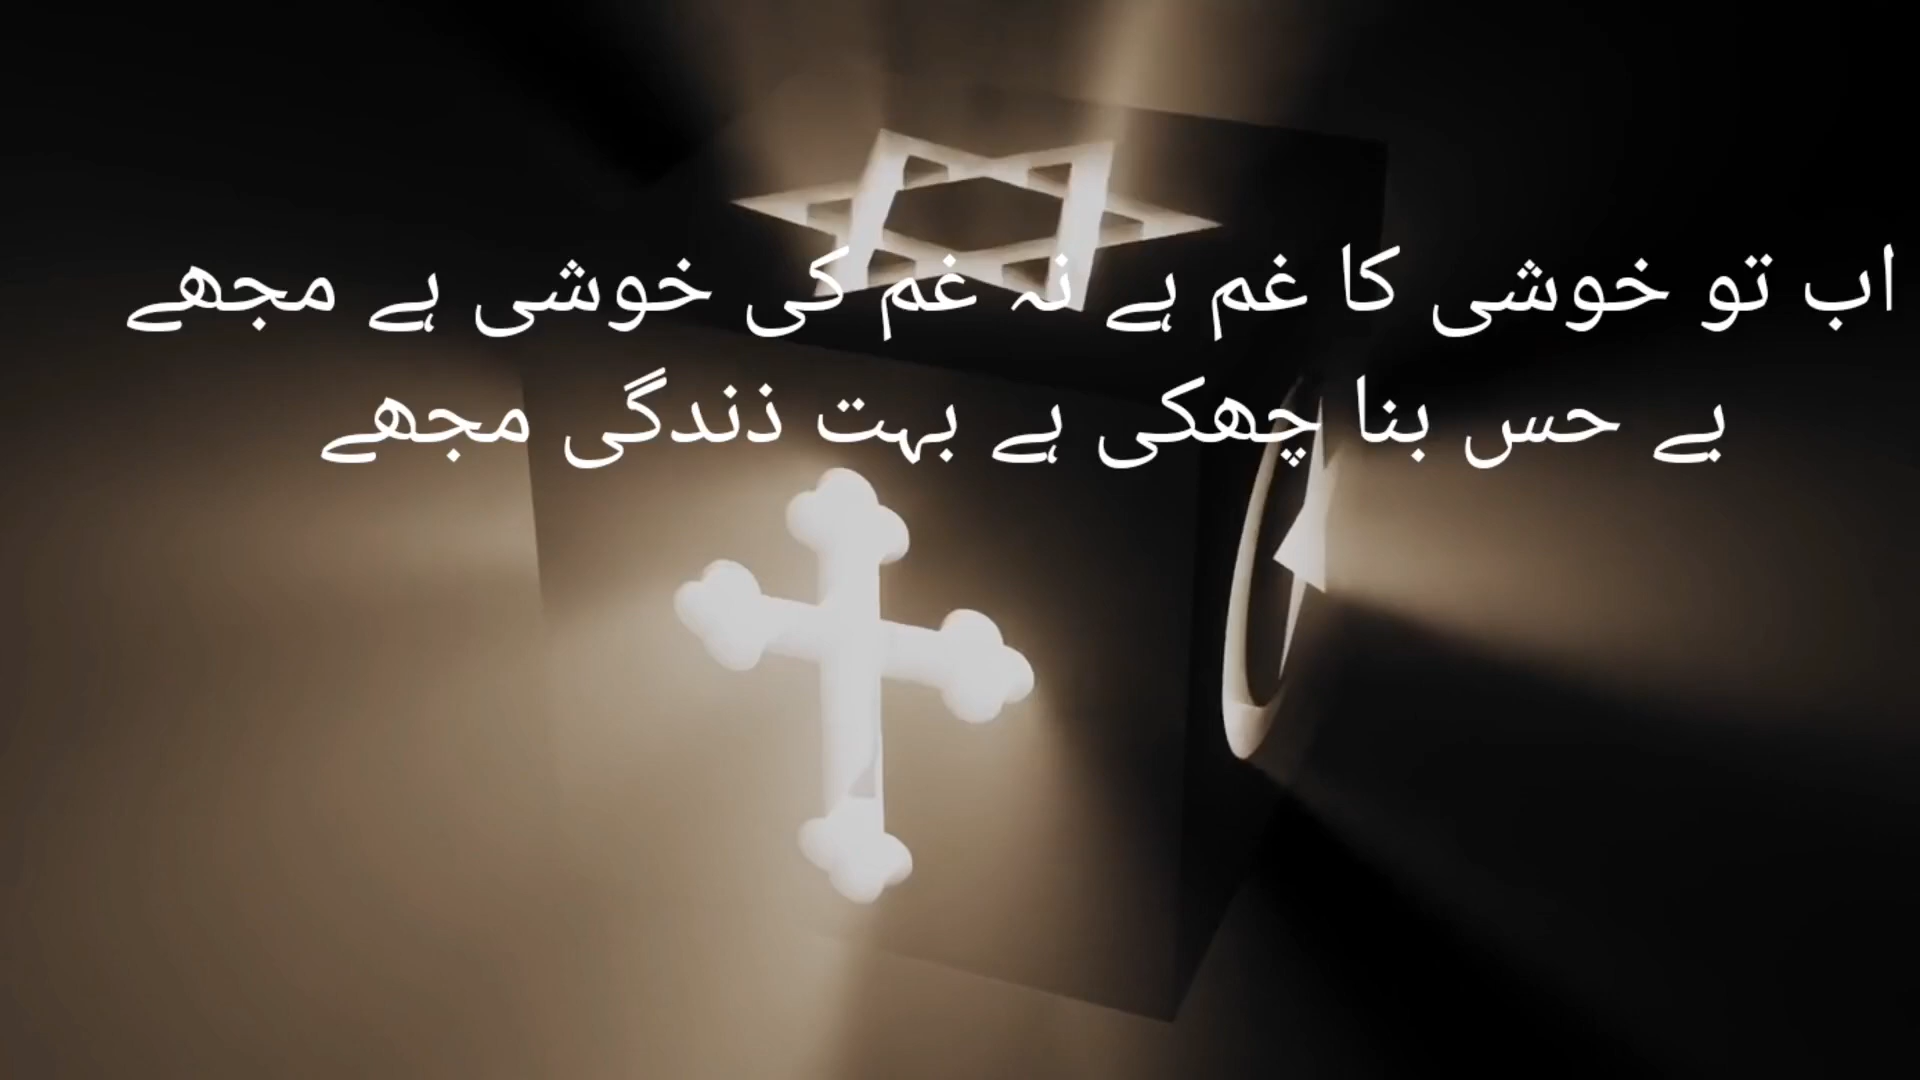 اب تو خوشی کا غم ہے نہ غم کی خوشی ہے مجھے
بے حس بنا چھکی ہے بہت ذندگی مجھے